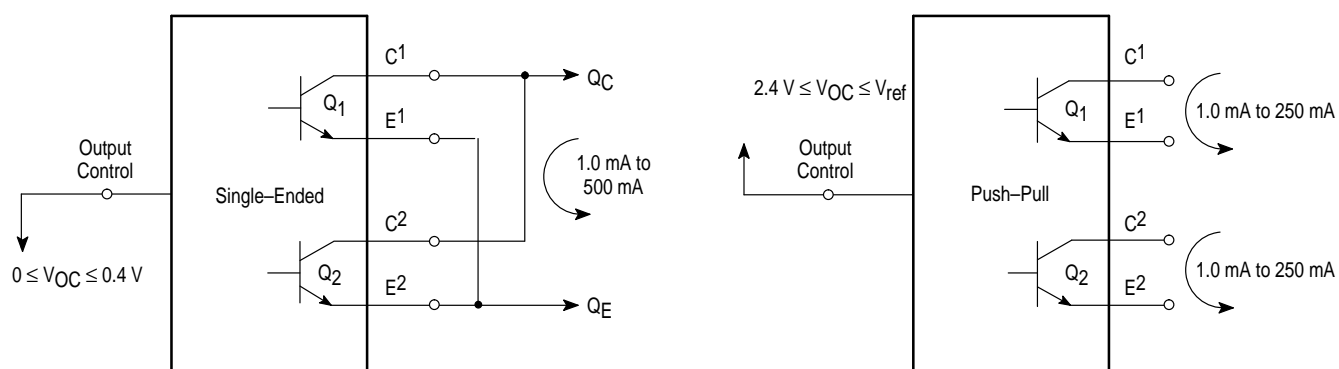 C1
Q1
E1
QC
Output
Control
1.0 mA to
500 mA
Single–Ended
0 ≤ VOC ≤ 0.4 V
C2
Q2
E2
QE
2.4 V ≤ VOC ≤ Vref
C1
Q1
E1
1.0 mA to 250 mA
Output
Control
Push–Pull
C2
Q2
E2
1.0 mA to 250 mA